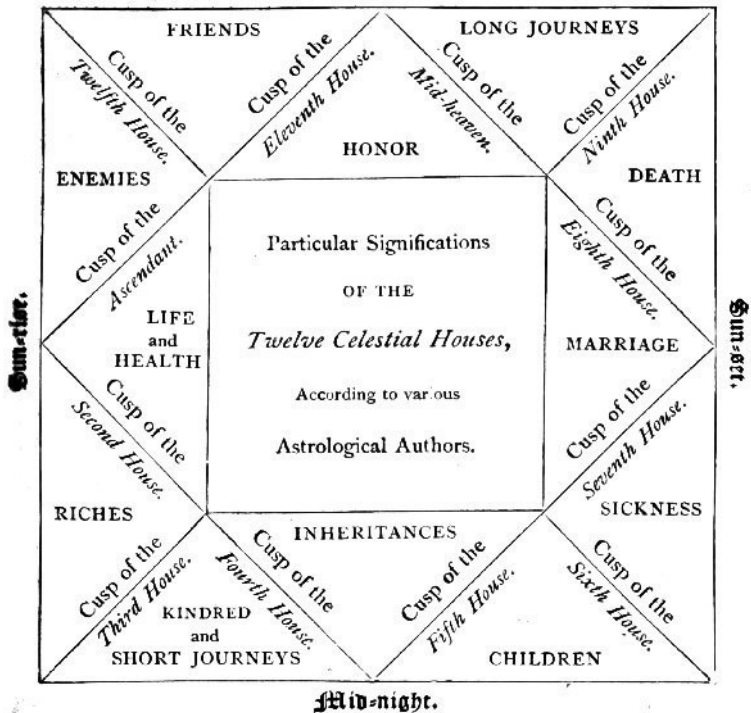 FRIENDS
LONG JOURNEYS
Cusp of the
Twelfth House.
Cusp of the
Eleventh House.
Cusp of the
Mid-heaven.
Cusp of the
Ninth House.
HONOR
ENEMIES
DEATH
Cusp of the
Ascendant.
Cusp of the
Eighth House.
Particular Significations
OF THE
Twelve Celestial Houses,
According to various
Astrological Authors.
Sun=rise.
LIFE
and
HEALTH
MARRIAGE
Sun=set.
Cusp of the
Second House.
Cusp of the
Seventh House.
RICHES
SICKNESS
INHERITANCES
Cusp of the
Third House.
Cusp of the
Fourth House.
Cusp of the
Fifth House.
Cusp of the
Sixth House.
KINDRED
and
SHORT JOURNEYS
CHILDREN
Mid=night.